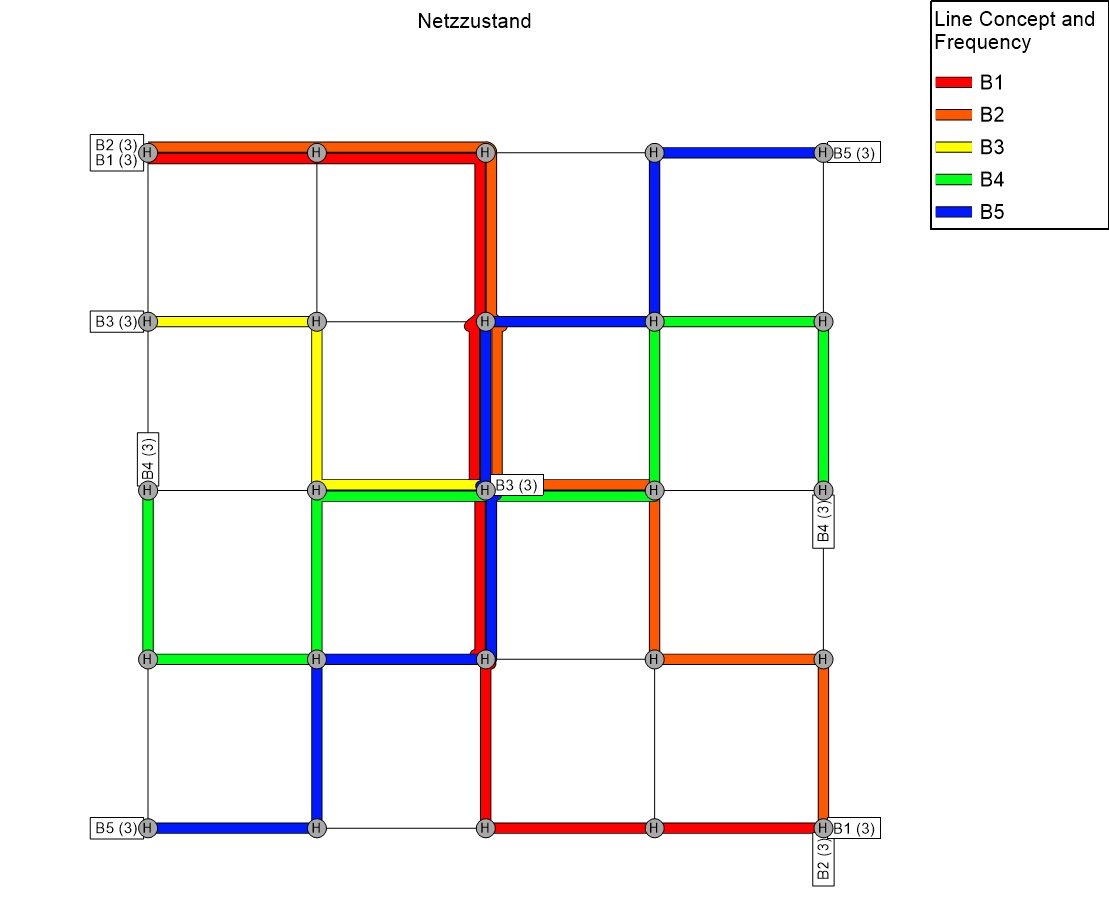 Netzzustand
Line Concept and
Frequency
B1
B2
B3
B4
B5
B2 (3)
B1 (3)
H
H
H
H
H
B5 (3)
B3 (3)
H
H
H
H
H
B4 (3)
H
H
H
B3 (3)
H
H
B4 (3)
H
H
H
H
H
B5 (3)
H
H
H
H
H
B1 (3)
B2 (3)